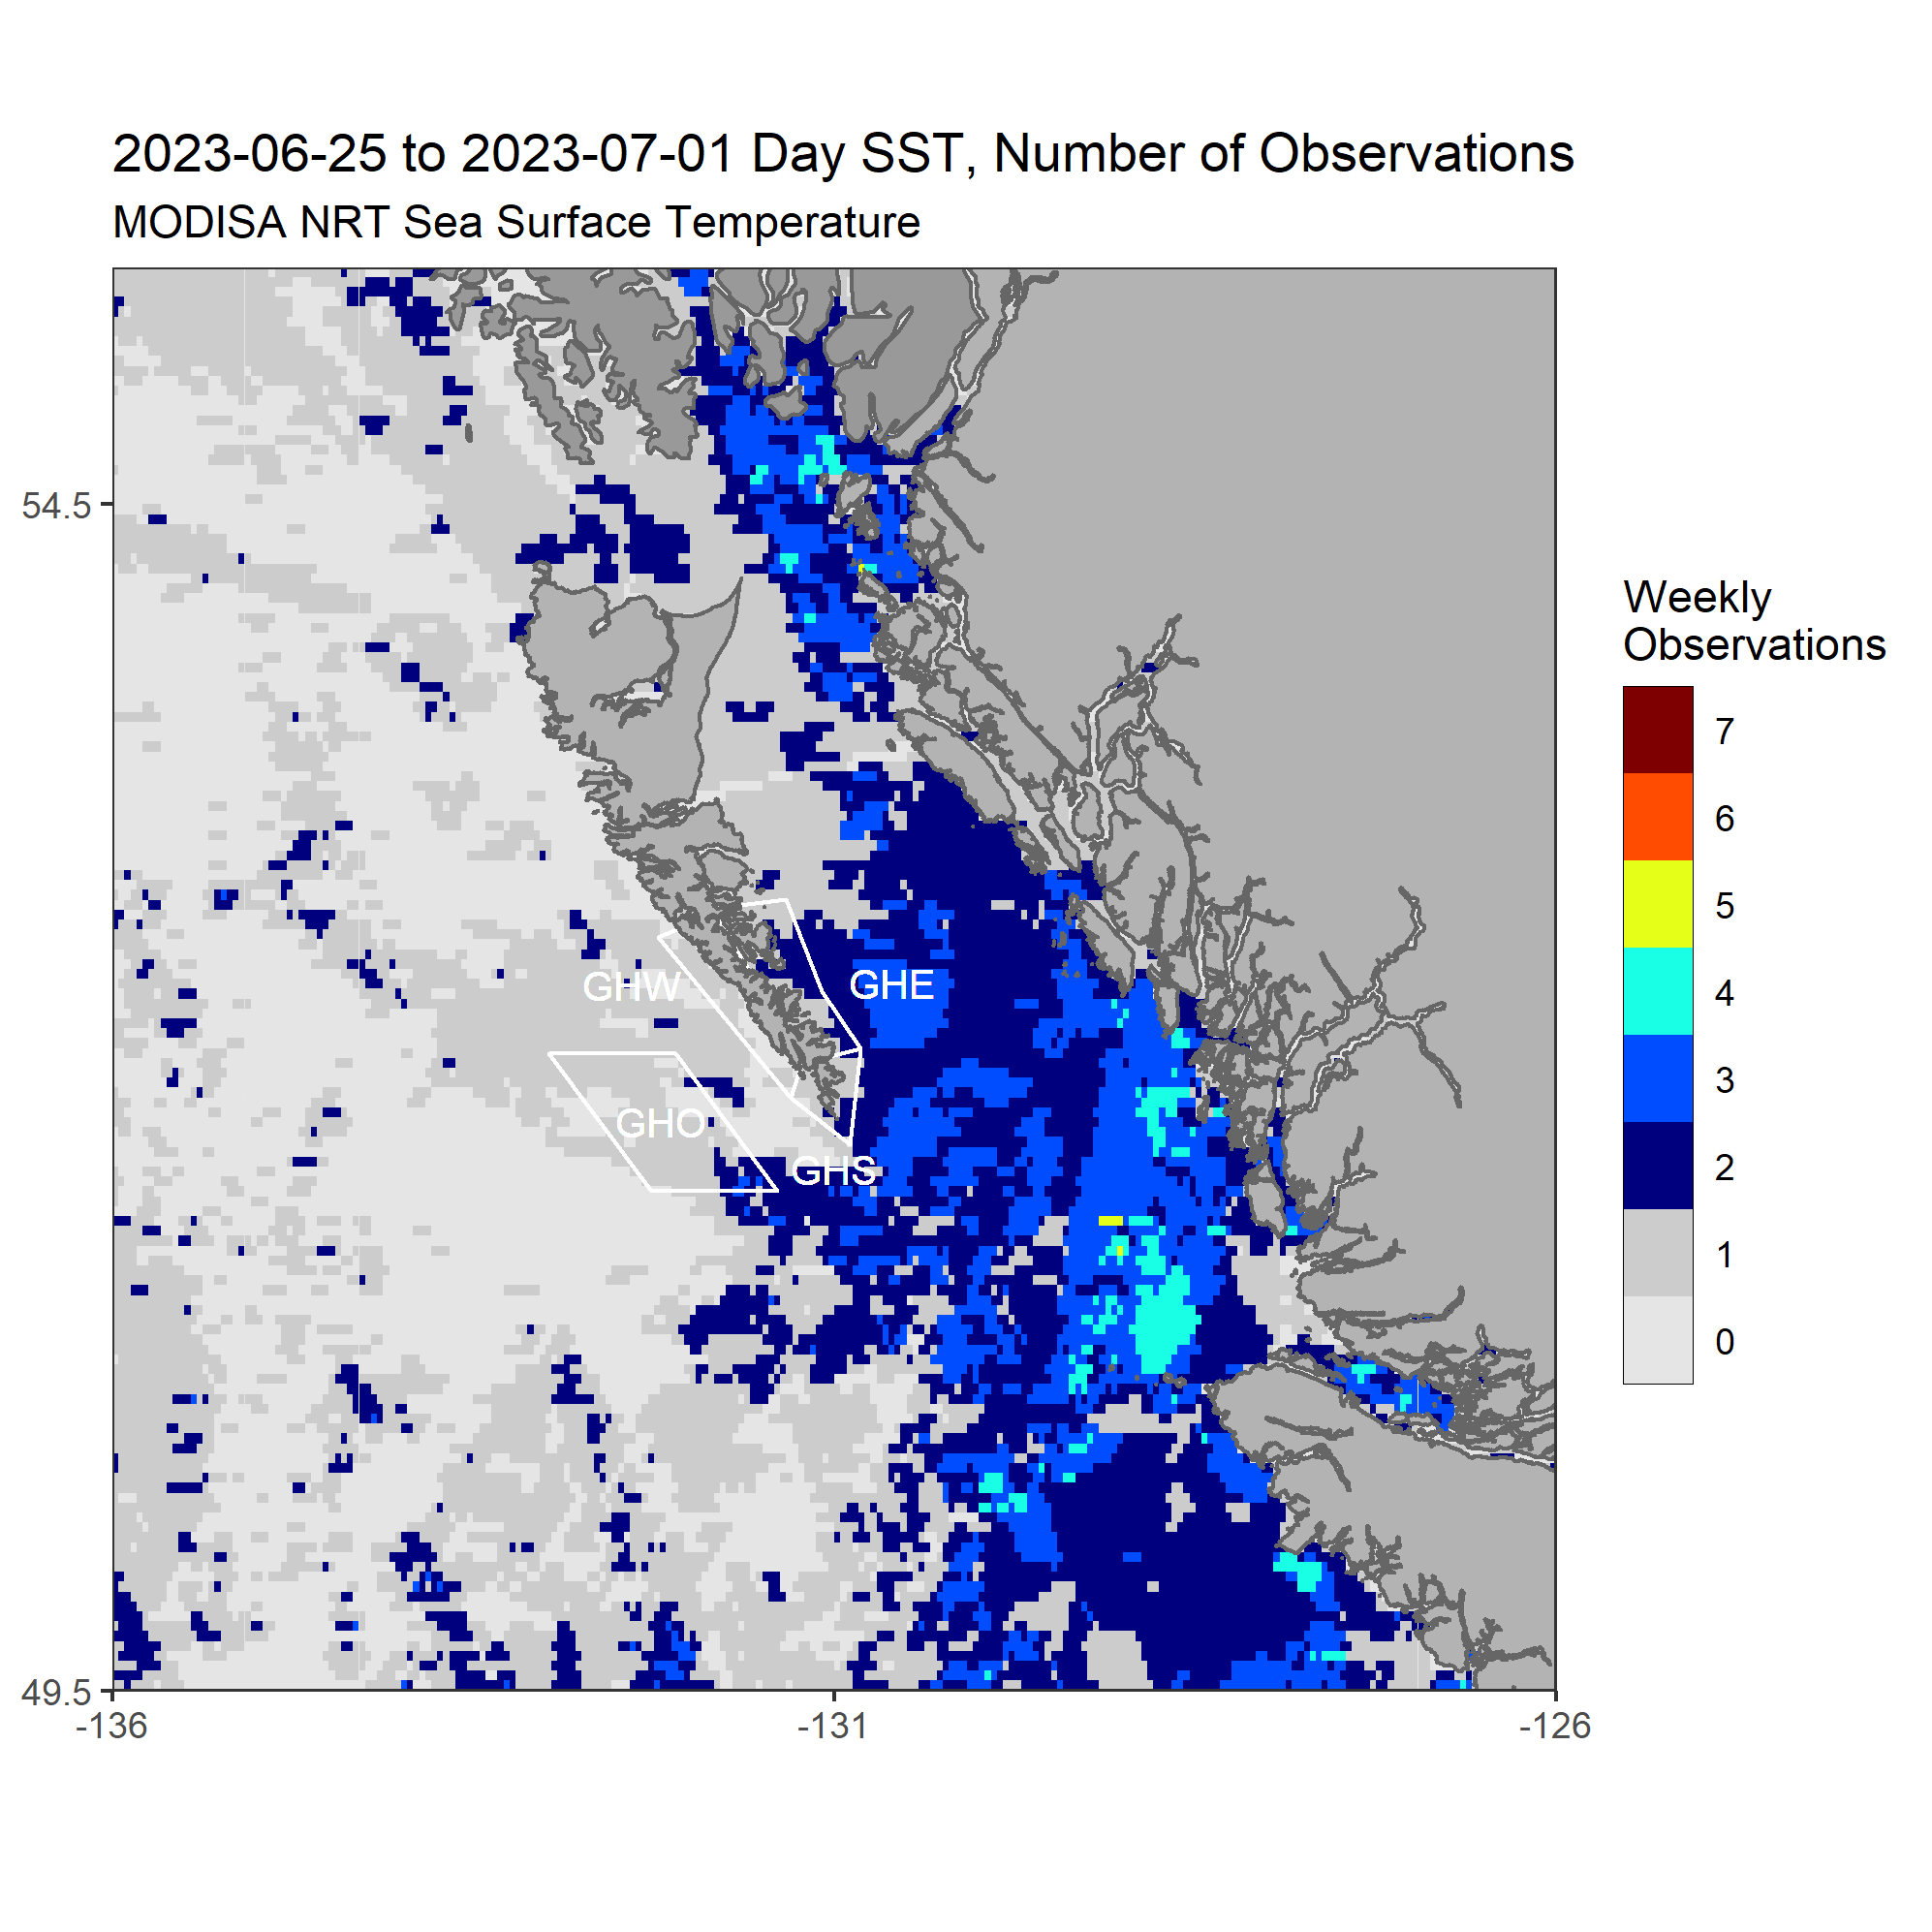 2023-06-25 to 2023-07-01 Day SST, Number of Observations
MODISA NRT Sea Surface Temperature
54.5
49.5
-136
-131
-126
GHW
GHE
GHO
GHS
Weekly
Observations
7
6
5
4
3
2
1
0